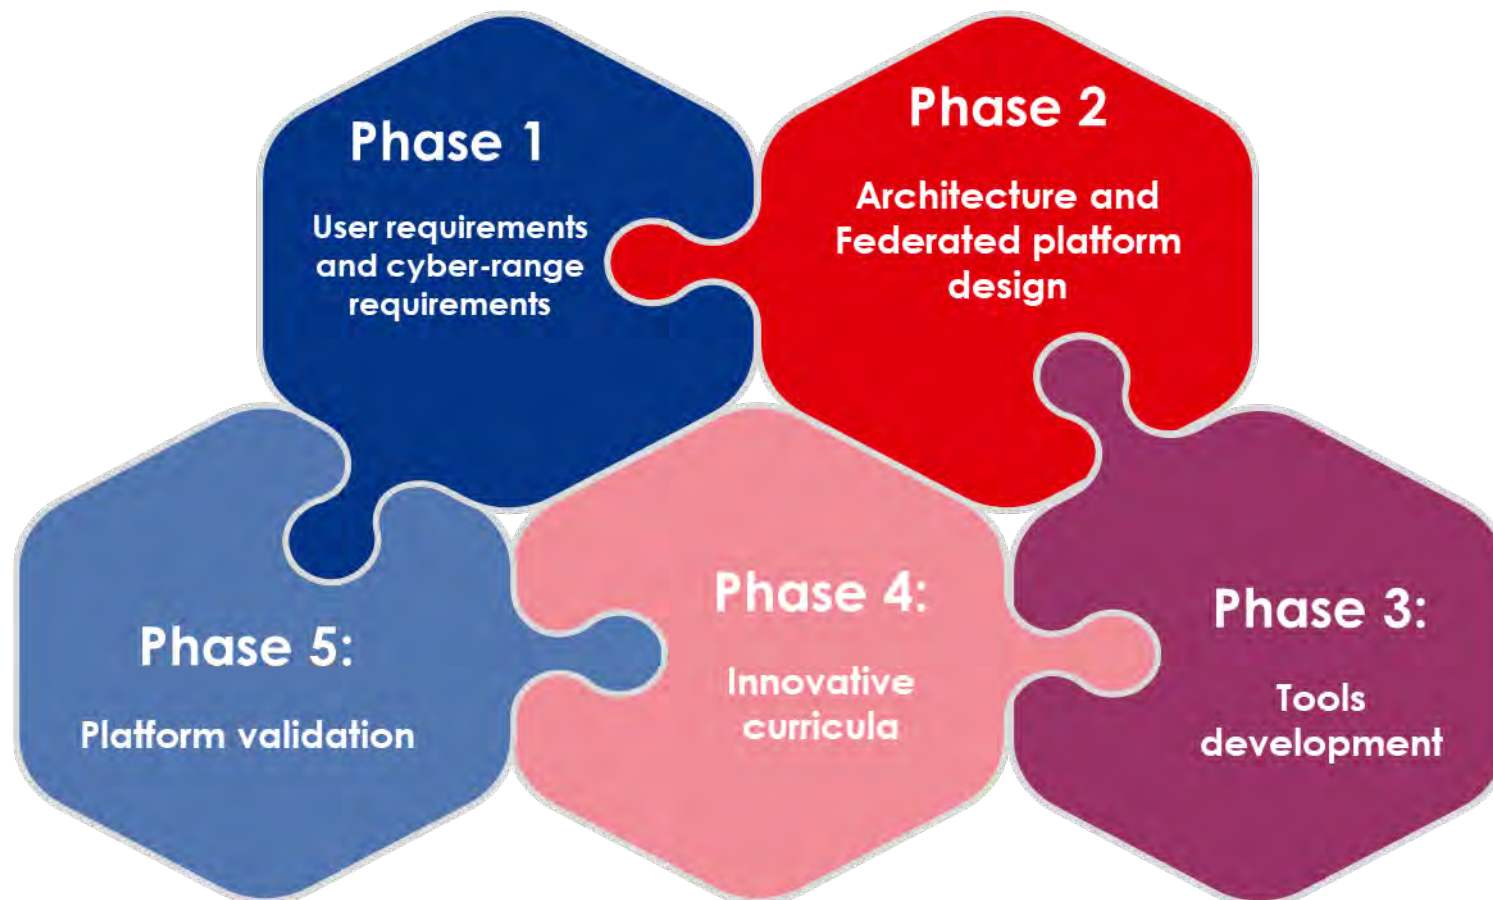 Phase 1
User requirements
and cyber-range
requirements
Phase 2
Architecture and
Federated platform
design
Phase 3:
Tools
development
Phase 4:
Innovative
curricula
Phase 5:
Platform validation